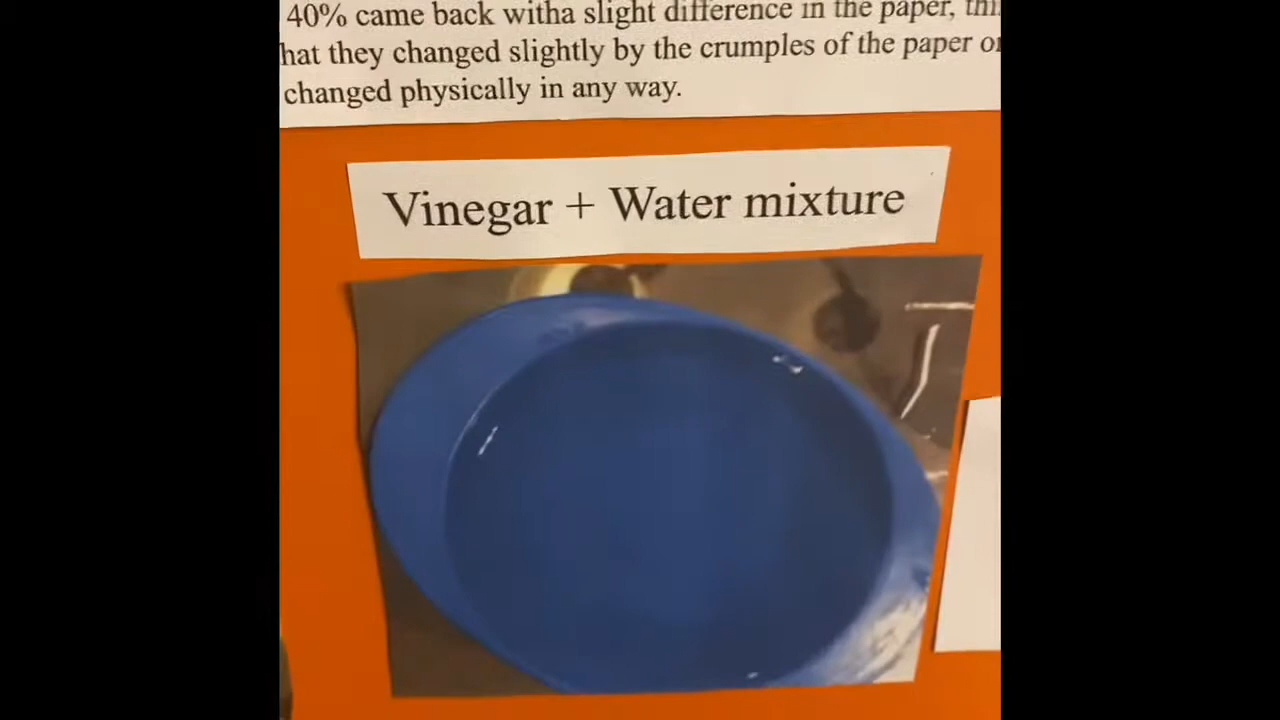 40% came back witha slight difference in the paper,
hat they changed slightly by the crumples of the paper
changed physically in any way.
Vinegar + Water mixture